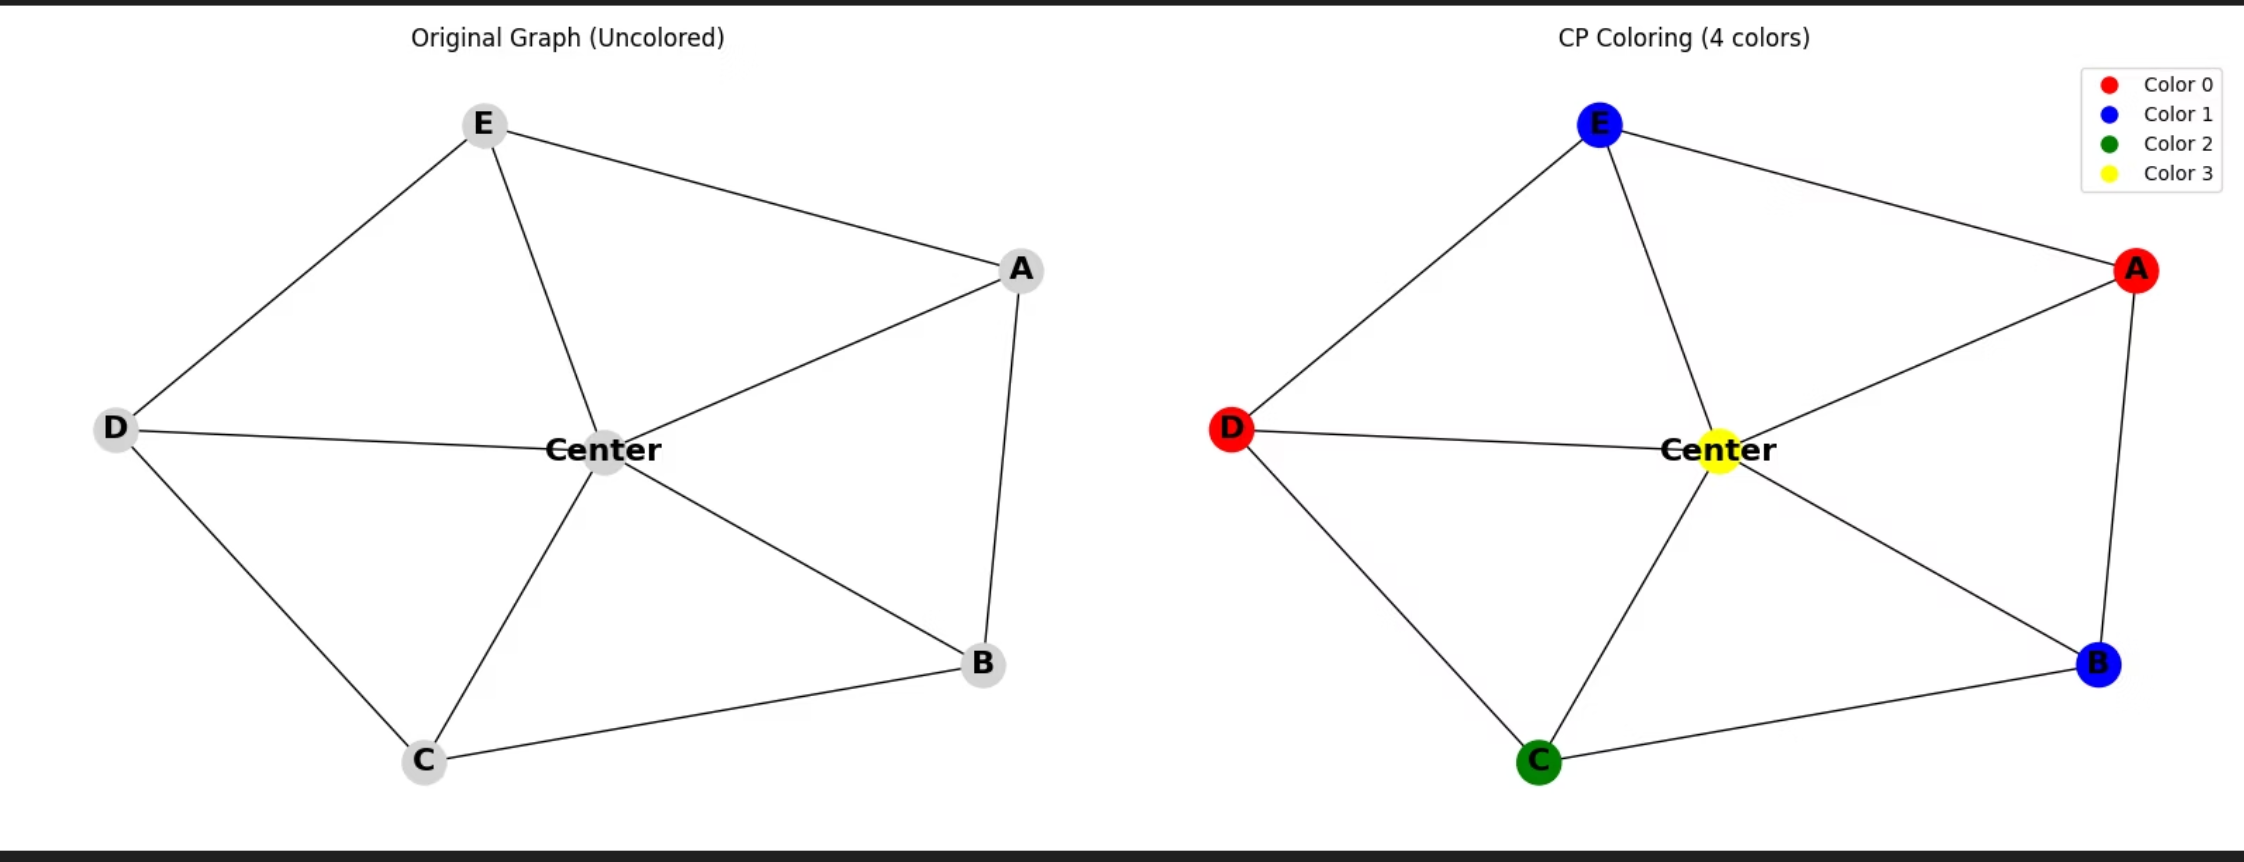 Original Graph (Uncolored)
E
A
D
Center
B
C
CP Coloring (4 colors)
Color 0
Color 1
Color 2
Color 3
E
A
D
Center
B
C